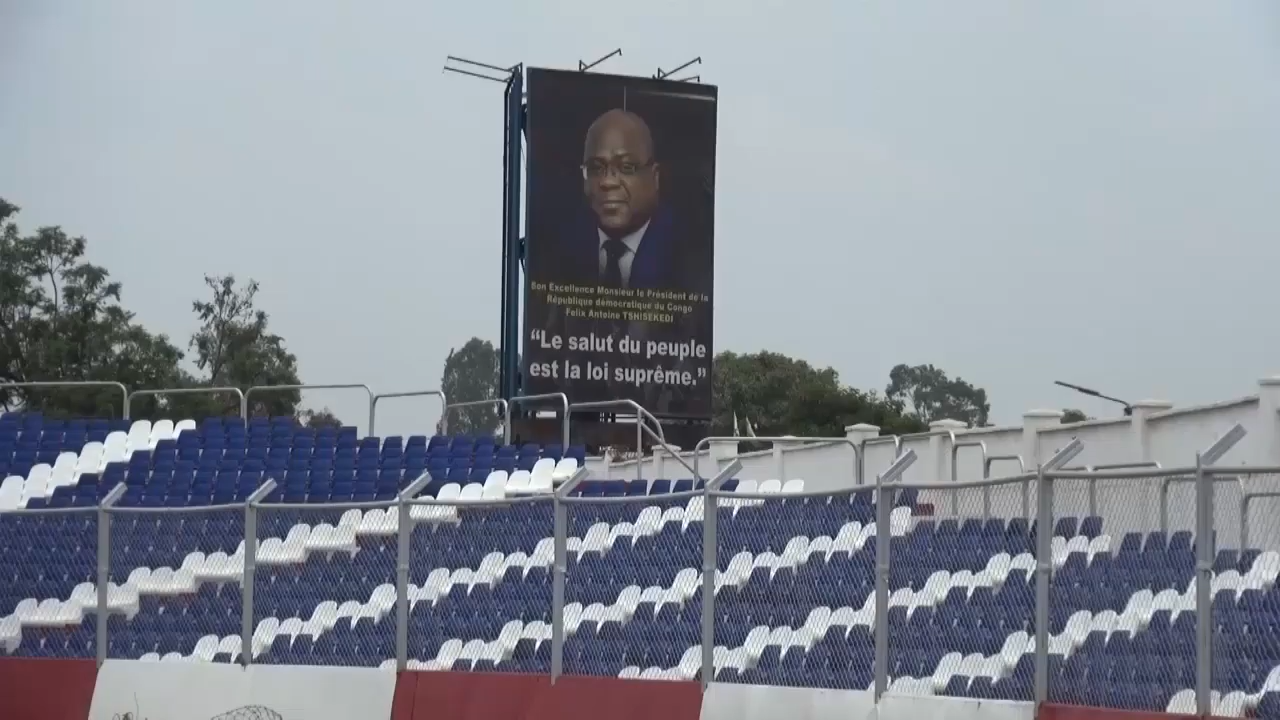 Son Excellence Monsieur le Président de la
République démocratique du Congo
Felix Antoine TSHISEKEDI
“Le salut du peuple
est la loi suprême.”